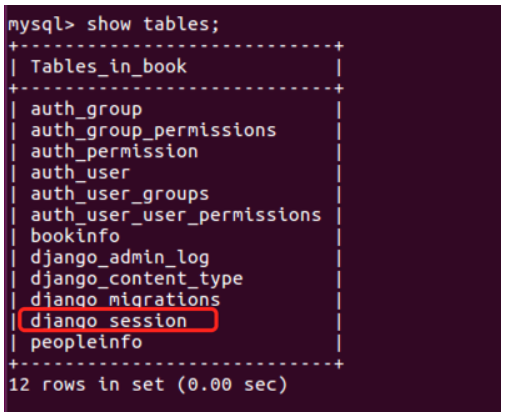 mysql> show tables;
+-----------------------------+
| Tables_in_book |
+-----------------------------+
| auth_group |
| auth_group_permissions |
| auth_permission |
| auth_user |
| auth_user_groups |
| auth_user_user_permissions |
| bookinfo |
| django_admin_log |
| django_content_type |
| django_migrations |
| django_session |
| peopleinfo |
+-----------------------------+
12 rows in set (0.00 sec)